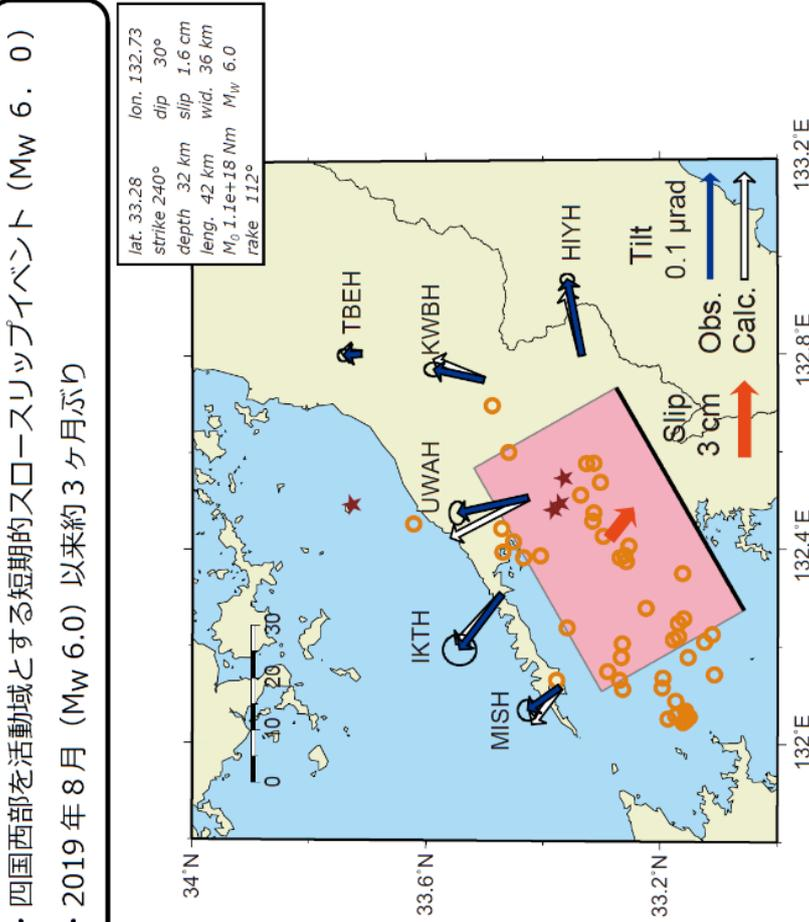 ・四国西部を活動域とする短期的スロースリップイベント（Mw 6．0）
・2019 年 8 月（Mw 6.0）以来約 3 ヶ月ぶり
lat. 33.28 lon. 132.73
strike 240° dip 30°
depth 32 km slip 1.6 cm
leng. 42 km wid. 36 km
M0 1.1e+18 Nm MW 6.0
rake 112°
34°N
33.6°N
33.2°N
0 10 20 30
TBEH
KWBH
UWAH
IKTH
MISH
HIYH
Slip
3 cm
Tilt
0.1 μrad
Obs.
Calc.
132°E
132.4°E
132.8°E
133.2°E